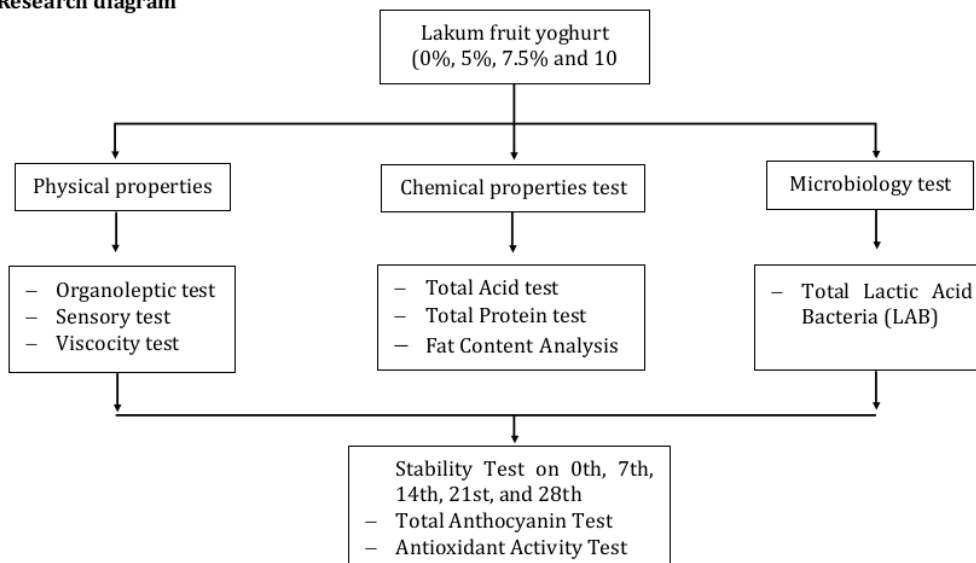 Research diagram
Lakum fruit yoghurt
(0%, 5%, 7.5% and 10
Physical properties
Chemical properties test
Microbiology test
– Organoleptic test
– Sensory test
– Viscocity test
– Total Acid test
– Total Protein test
– Fat Content Analysis
– Total Lactic Acid
Bacteria (LAB)
Stability Test on 0th, 7th,
14th, 21st, and 28th
– Total Anthocyanin Test
– Antioxidant Activity Test